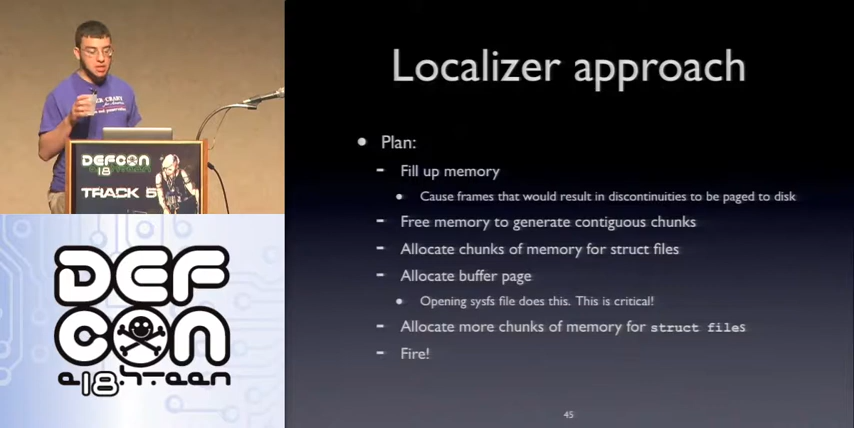 DEFCON
18
TRACK 5
DEF
CON
e18hteen
Localizer approach
• Plan:
- Fill up memory
• Cause frames that would result in discontinuities to be paged to disk
- Free memory to generate contiguous chunks
- Allocate chunks of memory for struct files
- Allocate buffer page
• Opening sysfs file does this. This is critical!
- Allocate more chunks of memory for struct files
- Fire!
45